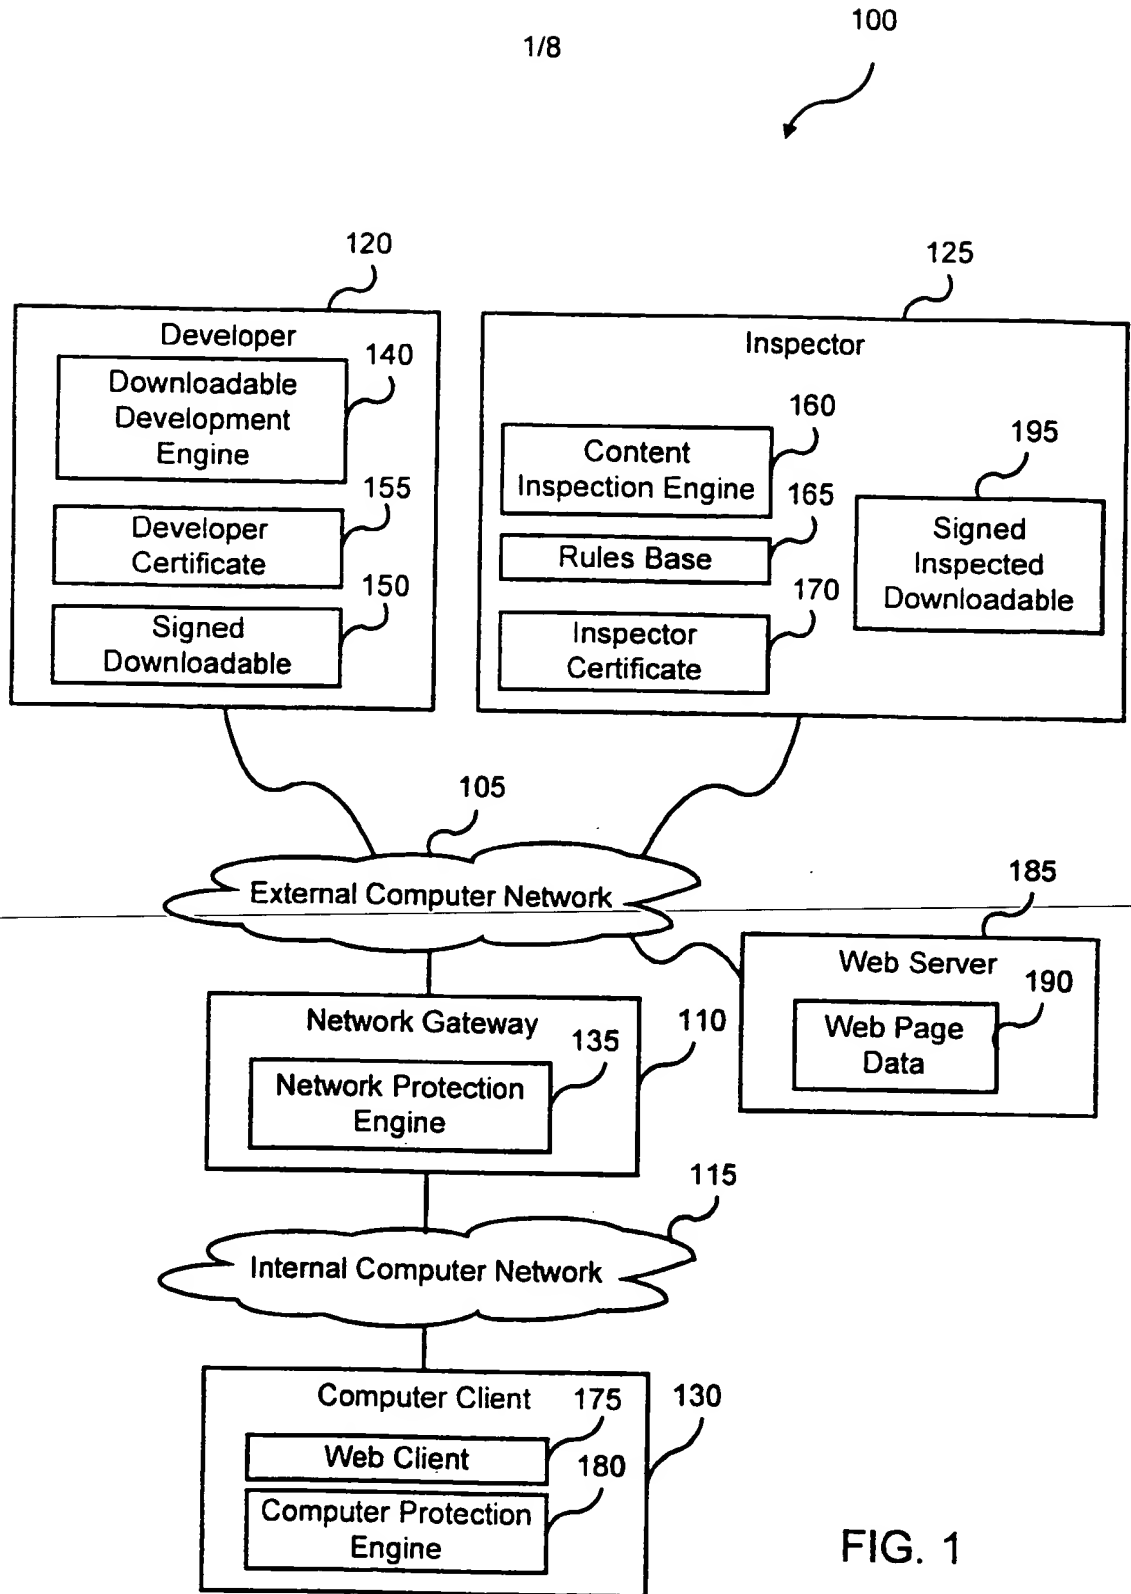 1/8
100
120
125
Developer
140
Downloadable
Development
Engine
155
Developer
Certificate
150
Signed
Downloadable
Inspector
160
Content
Inspection Engine
165
Rules Base
170
Inspector
Certificate
195
Signed
Inspected
Downloadable
105
External Computer Network
185
Web Server
190
Web Page
Data
Network Gateway
110
135
Network Protection
Engine
115
Internal Computer Network
Computer Client
175
130
Web Client
180
Computer Protection
Engine
FIG. 1